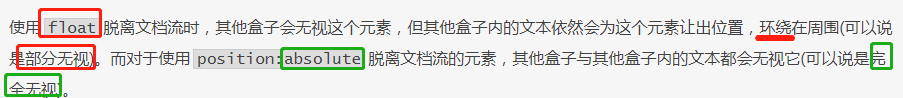 使用 float 脱离文档流时，其他盒子会无视这个元素，但其他盒子内的文本依然会为这个元素让出位置，环绕在周围(可以说
是部分无视)。而对于使用 position:absolute 脱离文档流的元素，其他盒子与其他盒子内的文本都会无视它(可以说是完
全无视)。